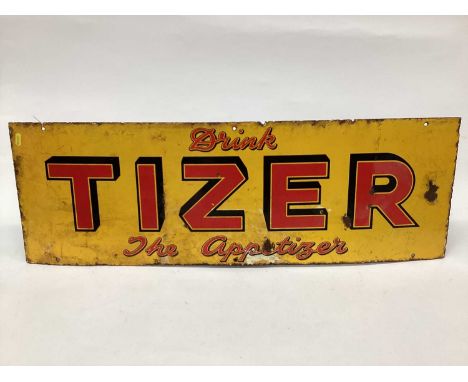 Drink
TIZER
The Appetizer